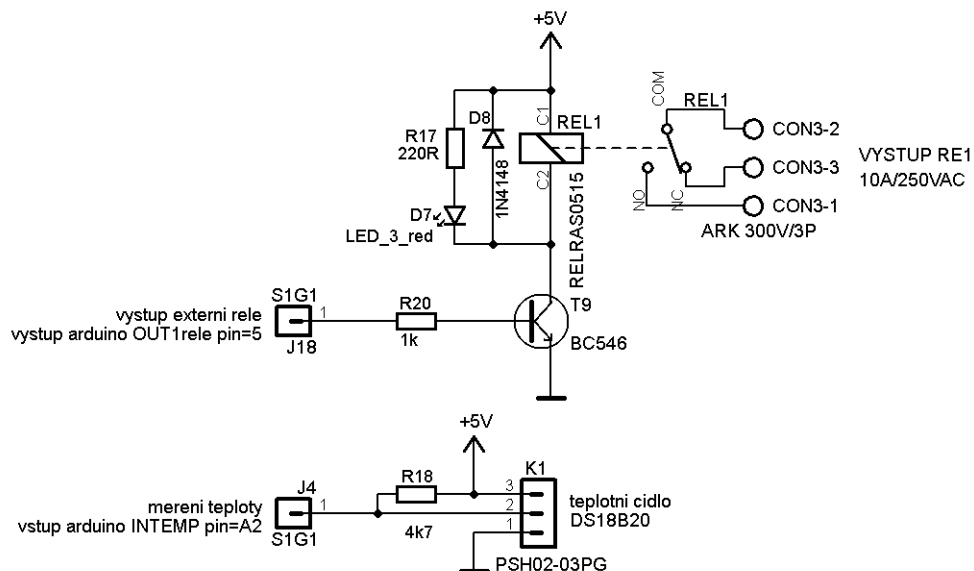 +5V
COM
REL1
D8
C1
REL1
CON3-2
R17
220R
VYSTUP RE1
CON3-3
10A/250VAC
1N4148
C2
NO
NC
CON3-1
D7
LED_3_red
RELRAS0515
ARK 300V/3P
S1G1
R20
T9
vystup externi rele
1
vystup arduino OUT1rele pin=5
J18
1k
BC546
+5V
K1
R18
J4
3
teplotni cidlo
mereni teploty
1
2
DS18B20
vstup arduino INTEMP pin=A2
1
S1G1
4k7
PSH02-03PG